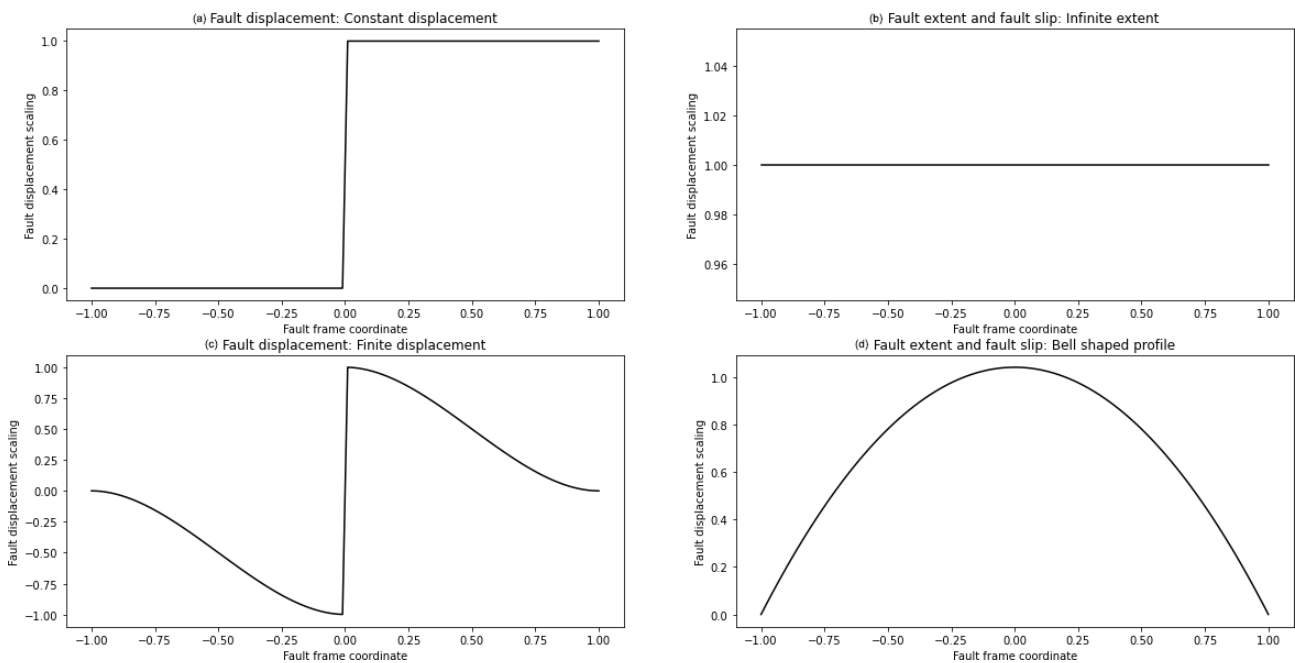 (a) Fault displacement: Constant displacement
Fault displacement scaling
1.0
0.8
0.6
0.4
0.2
0.0
−1.00 −0.75 −0.50 −0.25 0.00 0.25 0.50 0.75 1.00
Fault frame coordinate
(b) Fault extent and fault slip: Infinite extent
Fault displacement scaling
1.04
1.02
1.00
0.98
0.96
−1.00 −0.75 −0.50 −0.25 0.00 0.25 0.50 0.75 1.00
Fault frame coordinate
(c) Fault displacement: Finite displacement
Fault displacement scaling
1.00
0.75
0.50
0.25
0.00
−0.25
−0.50
−0.75
−1.00
−1.00 −0.75 −0.50 −0.25 0.00 0.25 0.50 0.75 1.00
Fault frame coordinate
(d) Fault extent and fault slip: Bell shaped profile
Fault displacement scaling
1.0
0.8
0.6
0.4
0.2
0.0
−1.00 −0.75 −0.50 −0.25 0.00 0.25 0.50 0.75 1.00
Fault frame coordinate